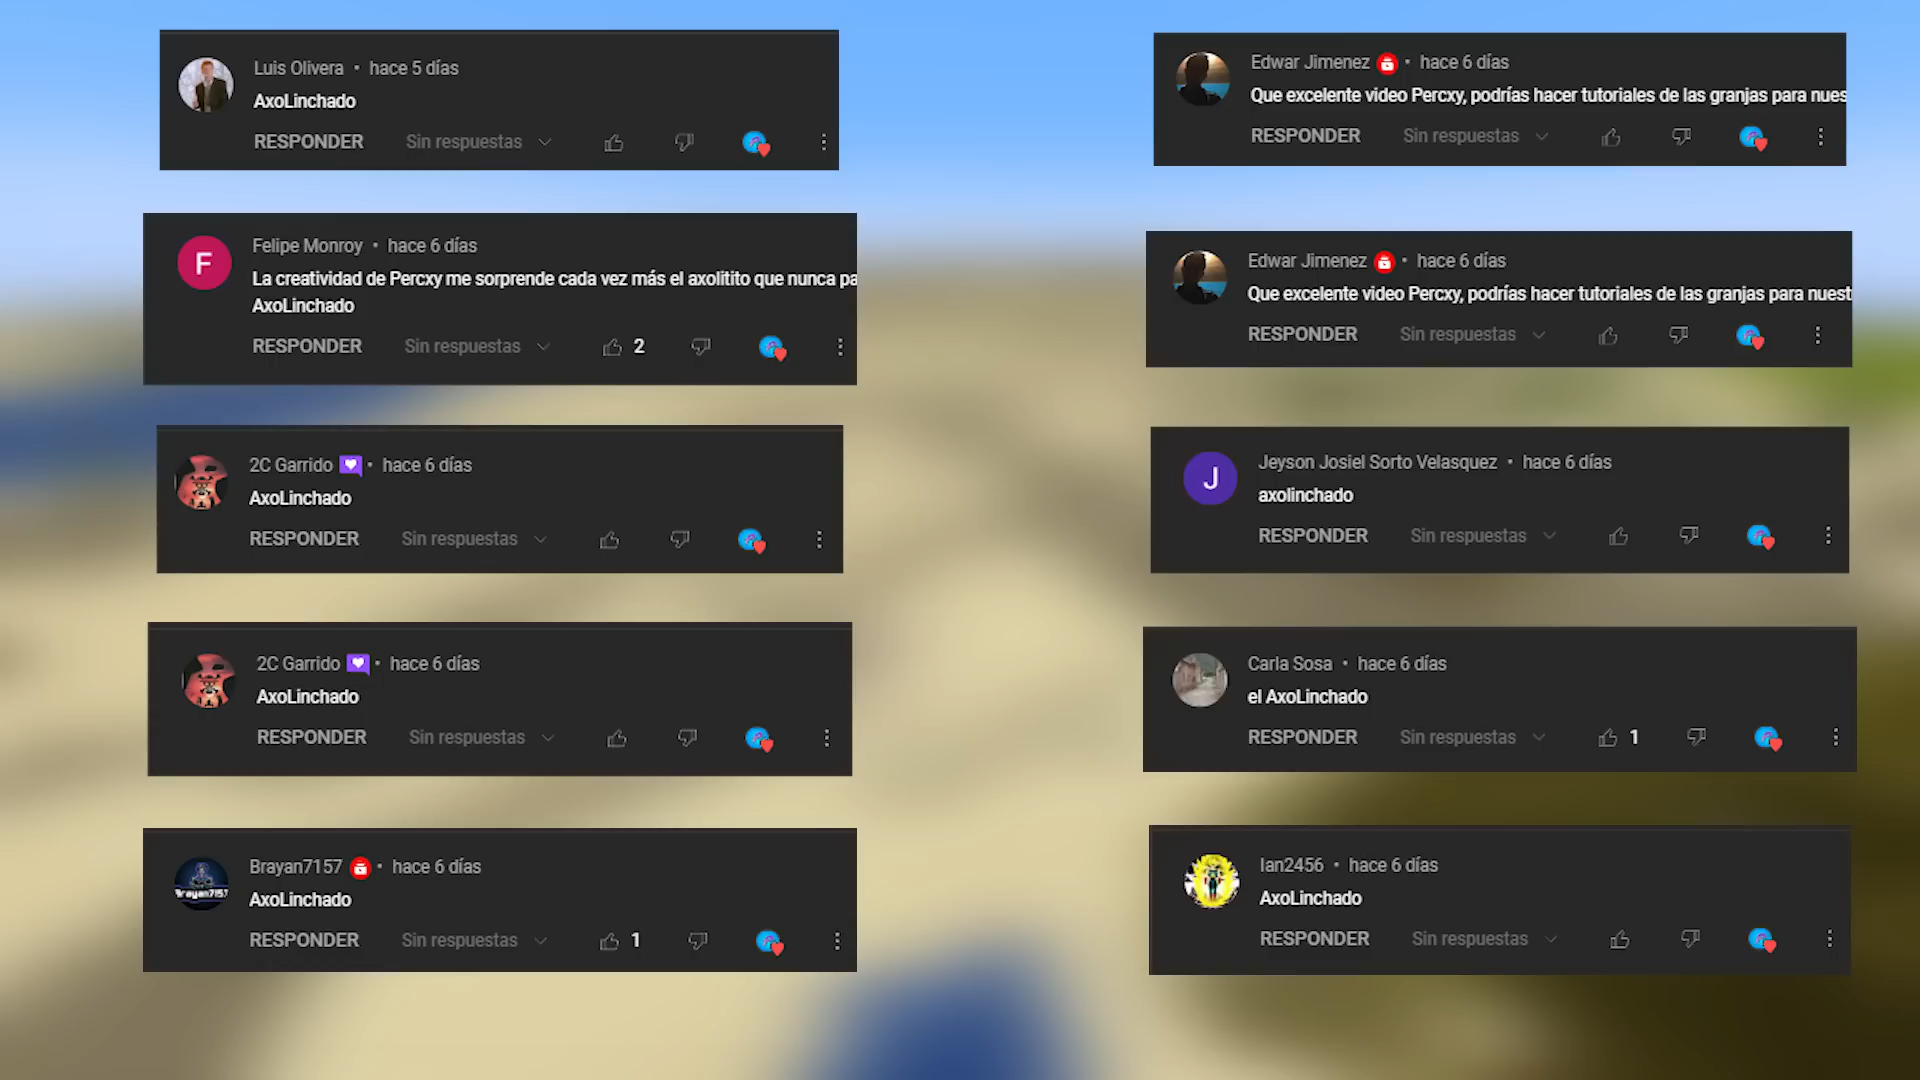 Luis Olivera • hace 5 días
AxoLinchado
RESPONDER Sin respuestas
F
Felipe Monroy • hace 6 días
La creatividad de Percxy me sorprende cada vez más el axolitito que nunca pa
AxoLinchado
RESPONDER Sin respuestas 2
2C Garrido • hace 6 días
AxoLinchado
RESPONDER Sin respuestas
2C Garrido • hace 6 días
AxoLinchado
RESPONDER Sin respuestas
Brayan7157
Brayan7157 • hace 6 días
AxoLinchado
RESPONDER Sin respuestas 1
Edwar Jimenez • hace 6 días
Que excelente video Percxy, podrías hacer tutoriales de las granjas para nues
RESPONDER Sin respuestas
Edwar Jimenez • hace 6 días
Que excelente video Percxy, podrías hacer tutoriales de las granjas para nuest
RESPONDER Sin respuestas
J
Jeyson Josiel Sorto Velasquez • hace 6 días
axolinchado
RESPONDER Sin respuestas
Carla Sosa • hace 6 días
el AxoLinchado
RESPONDER Sin respuestas 1
Ian2456 • hace 6 días
AxoLinchado
RESPONDER Sin respuestas